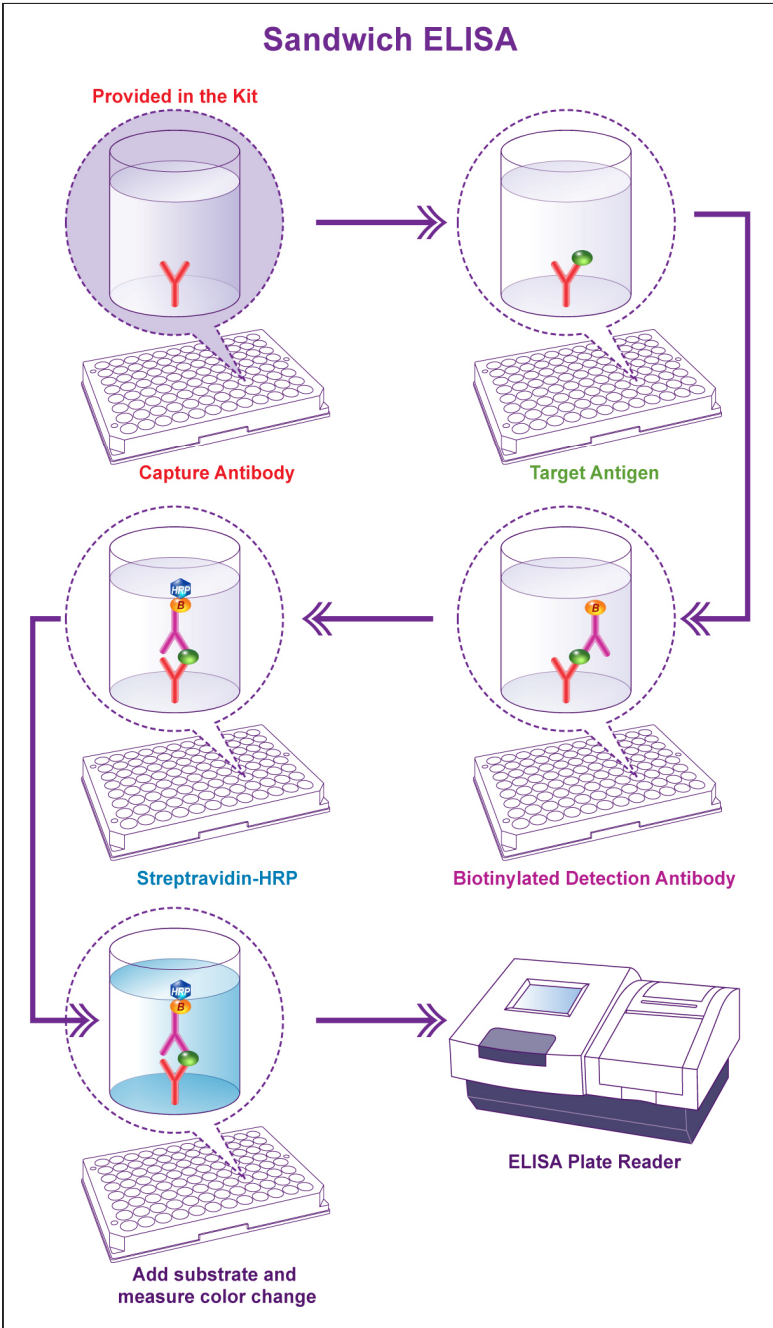 Sandwich ELISA
Provided in the Kit
Capture Antibody
Target Antigen
B
Biotinylated Detection Antibody
HRP
B
Streptravidin-HRP
HRP
B
Add substrate and
measure color change
ELISA Plate Reader